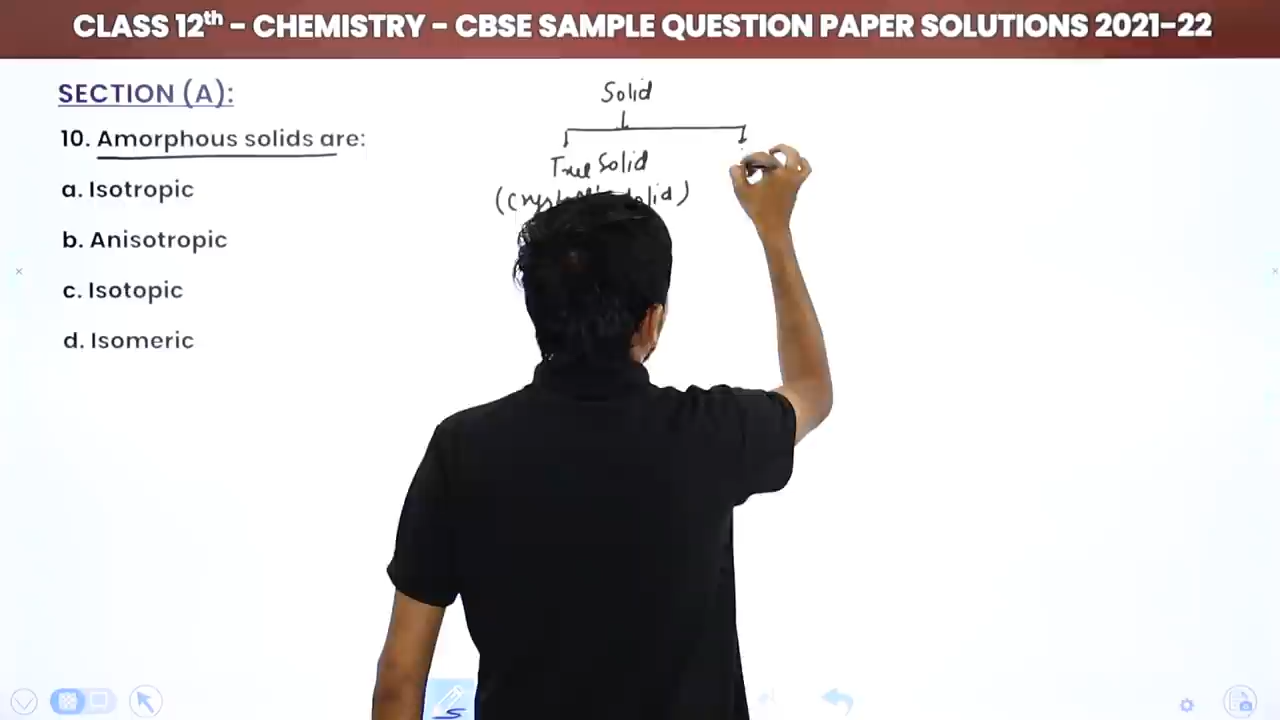 CLASS 12th - CHEMISTRY - CBSE SAMPLE QUESTION PAPER SOLUTIONS 2021-22
SECTION (A):
10. Amorphous solids are:
a. Isotropic
b. Anisotropic
c. Isotopic
d. Isomeric
Solid
True Solid